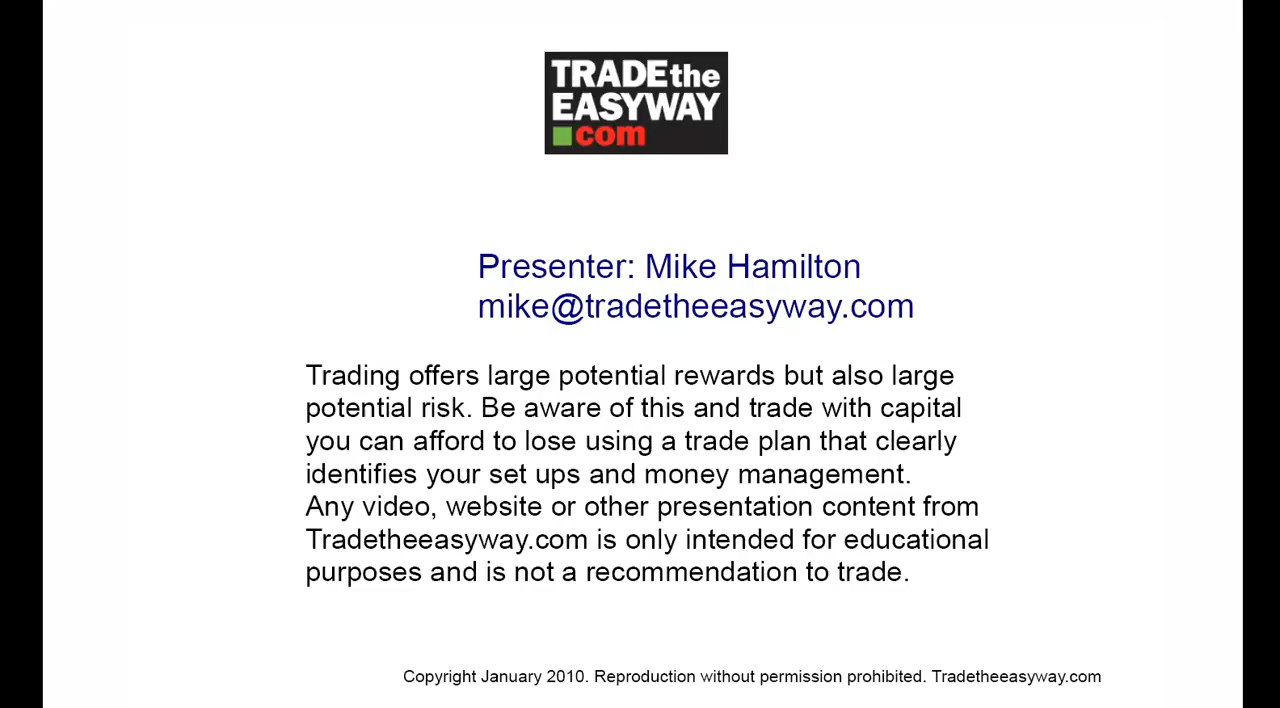 TRADEthe
EASYWAY
com
Presenter: Mike Hamilton
mike@tradetheeasyway.com
Trading offers large potential rewards but also large
potential risk. Be aware of this and trade with capital
you can afford to lose using a trade plan that clearly
identifies your set ups and money management.
Any video, website or other presentation content from
Tradetheeasyway.com is only intended for educational
purposes and is not a recommendation to trade.
Copyright January 2010. Reproduction without permission prohibited. Tradetheeasyway.com